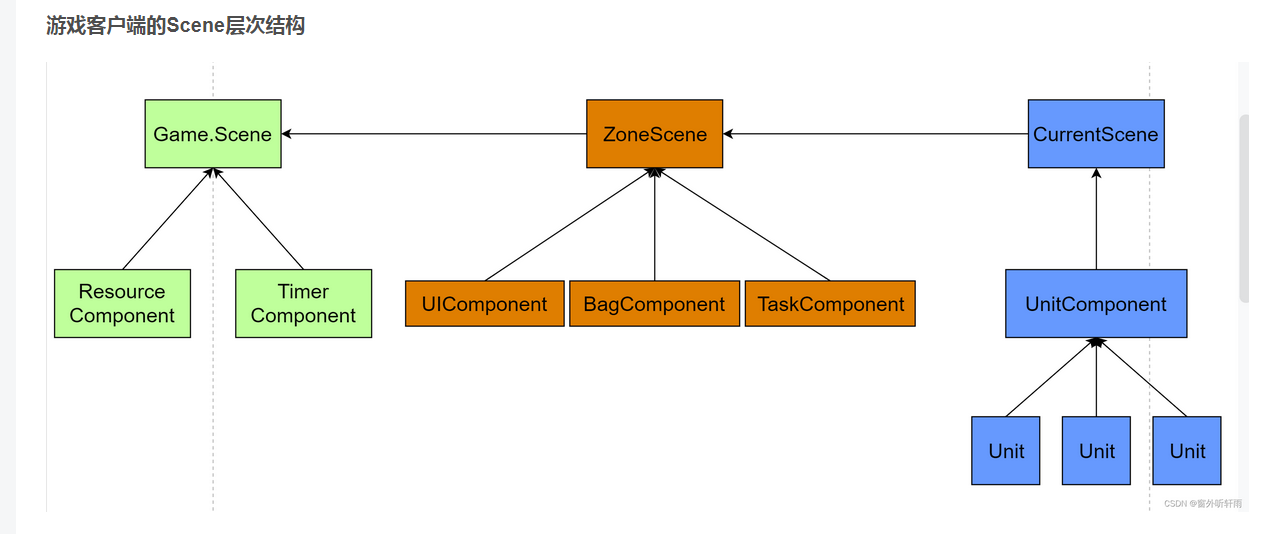 游戏客户端的Scene层次结构
Game.Scene
ZoneScene
CurrentScene
Resource
Component
Timer
Component
UIComponent
BagComponent
TaskComponent
UnitComponent
Unit
Unit
Unit
CSDN @窗外听轩雨